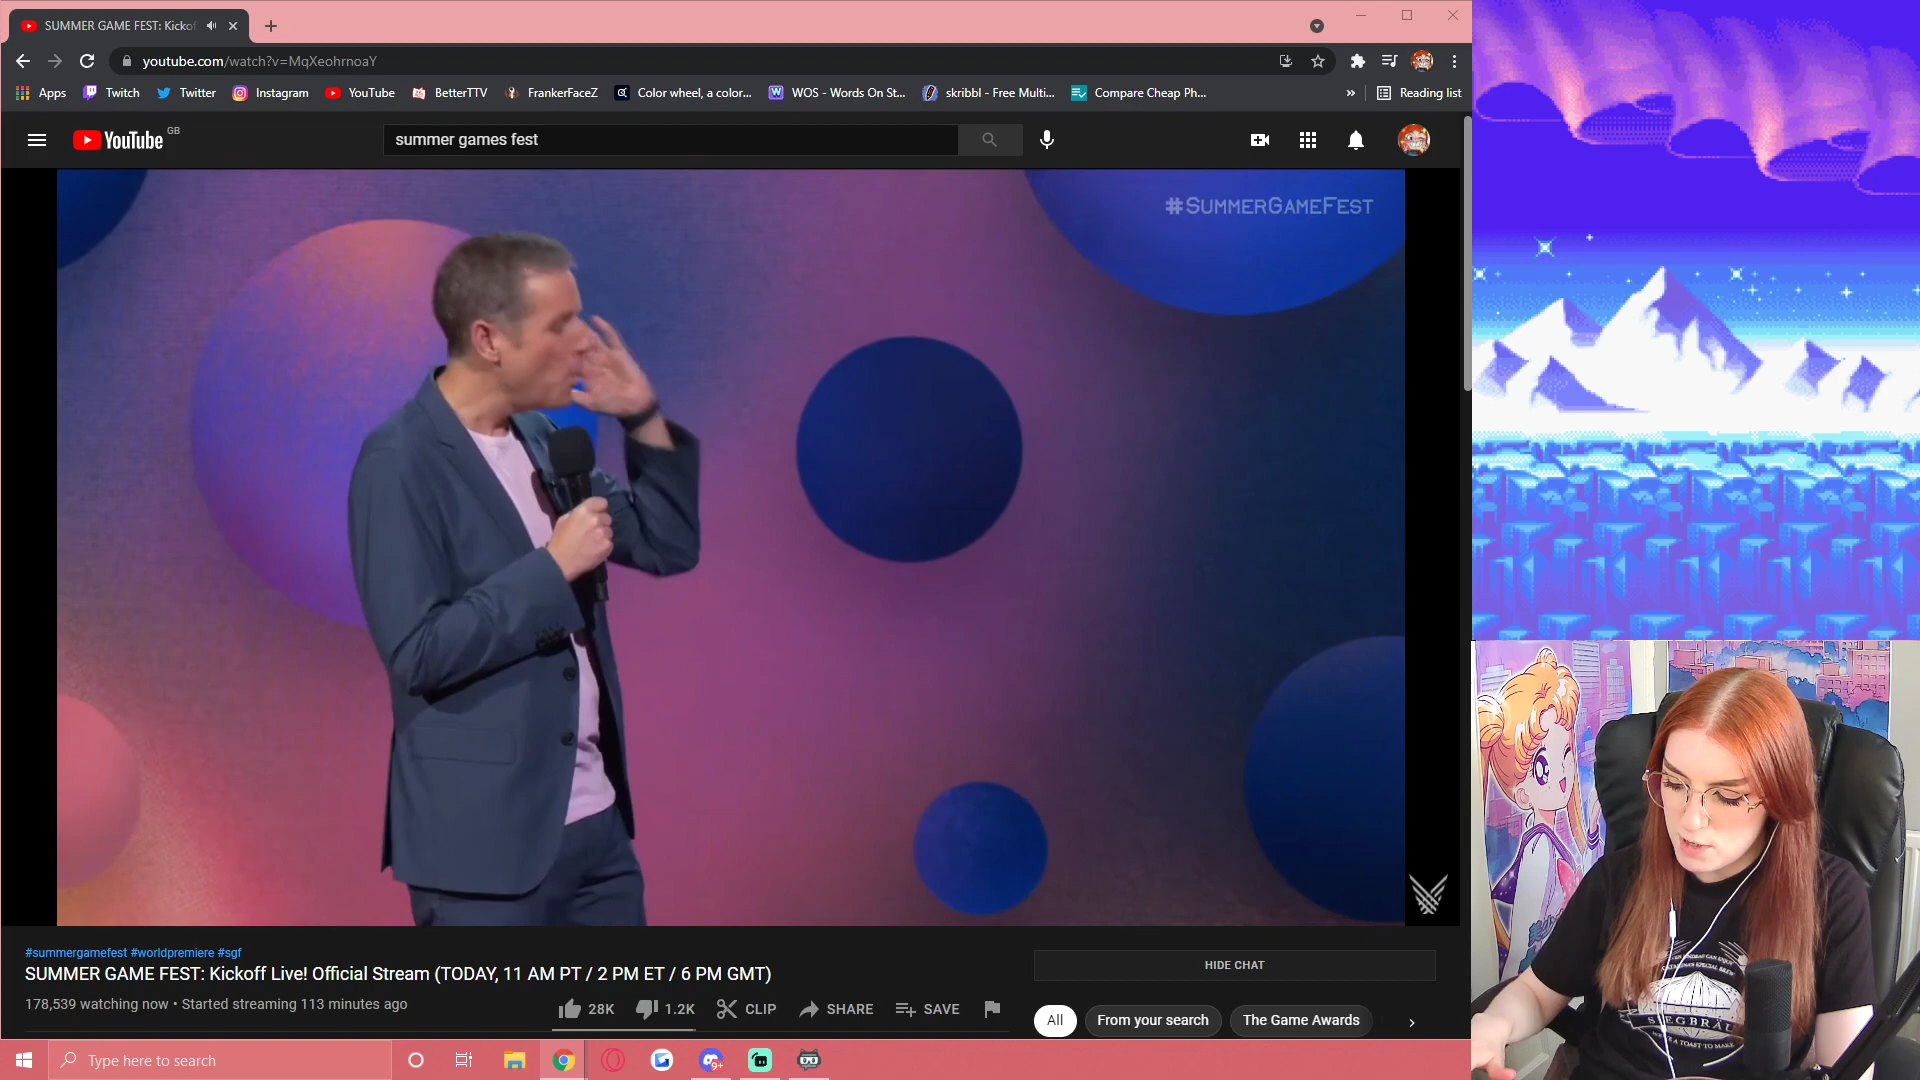 SUMMER GAME FEST: Kickof
youtube.com/watch?v=MqXeohrnoaY
Apps Twitch Twitter Instagram YouTube BetterTTV FrankerFaceZ Color wheel, a color... WOS - Words On St... skribbl - Free Multi... Compare Cheap Ph... » Reading list
YouTube GB
summer games fest
#SUMMERGAMEFEST
#summergamefest #worldpremiere #sgf
SUMMER GAME FEST: Kickoff Live! Official Stream (TODAY, 11 AM PT / 2 PM ET / 6 PM GMT)
178,539 watching now • Started streaming 113 minutes ago
28K 1.2K CLIP SHARE SAVE
HIDE CHAT
All From your search The Game Awards
Type here to search
9+
SIEGBRÄU